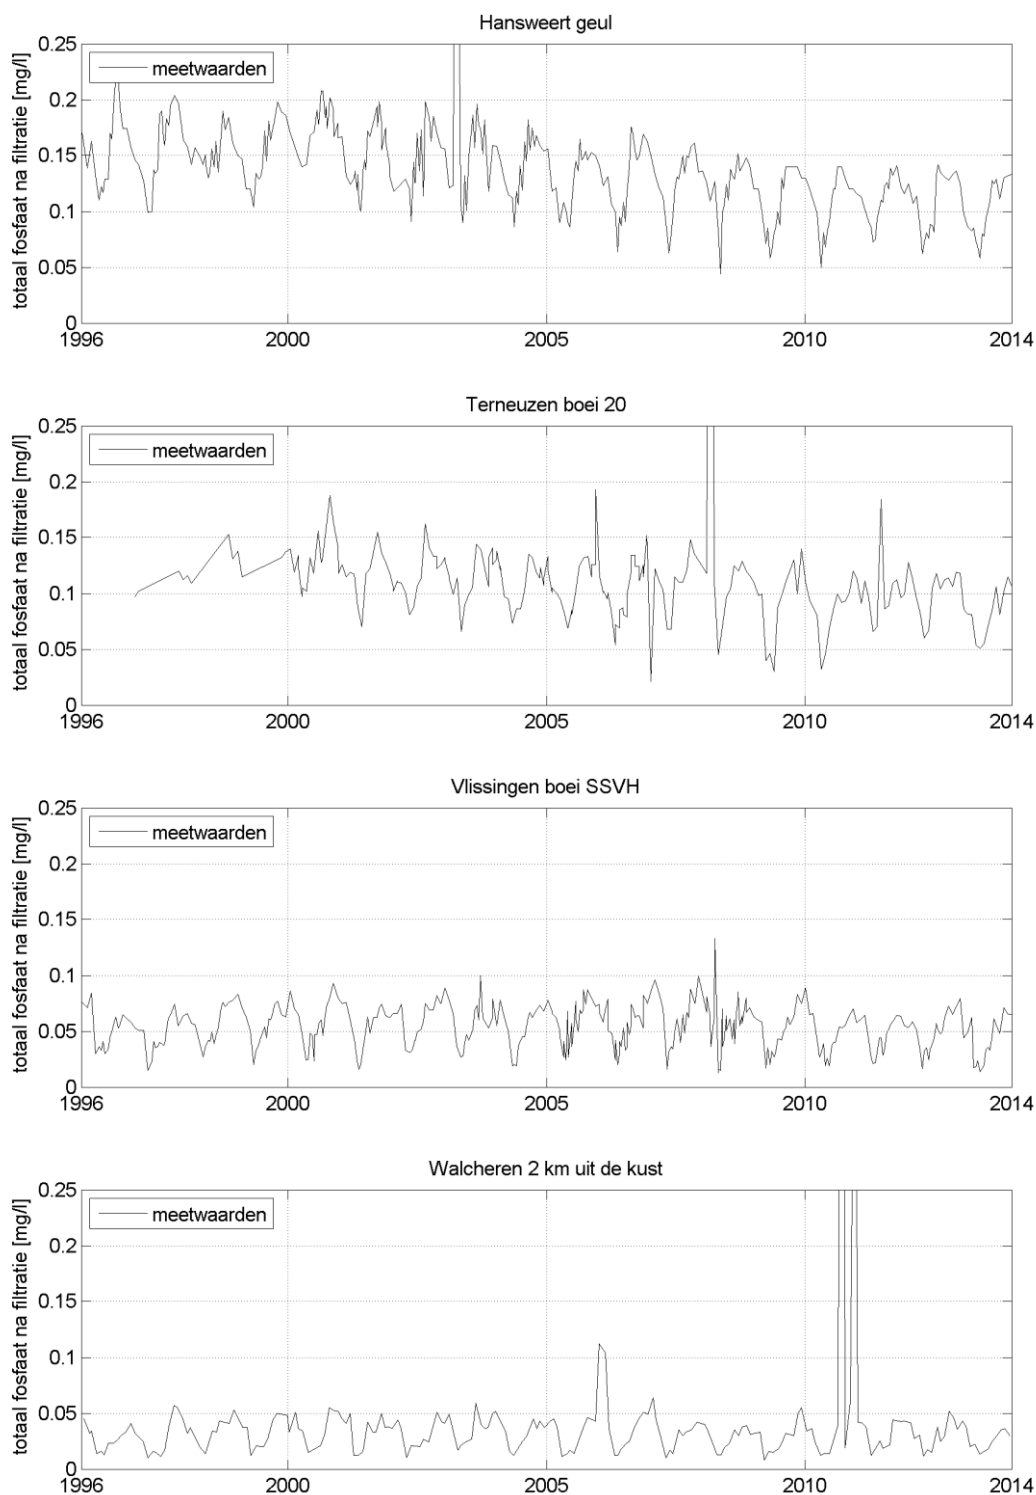 Hansweert geul
totaal fosfaat na filtratie [mg/l]
0.25
0.2
0.15
0.1
0.05
0
meetwaarden
1996 2000 2005 2010 2014
Terneuzen boei 20
totaal fosfaat na filtratie [mg/l]
0.25
0.2
0.15
0.1
0.05
0
meetwaarden
1996 2000 2005 2010 2014
Vlissingen boei SSVH
totaal fosfaat na filtratie [mg/l]
0.25
0.2
0.15
0.1
0.05
0
meetwaarden
1996 2000 2005 2010 2014
Walcheren 2 km uit de kust
totaal fosfaat na filtratie [mg/l]
0.25
0.2
0.15
0.1
0.05
0
meetwaarden
1996 2000 2005 2010 2014